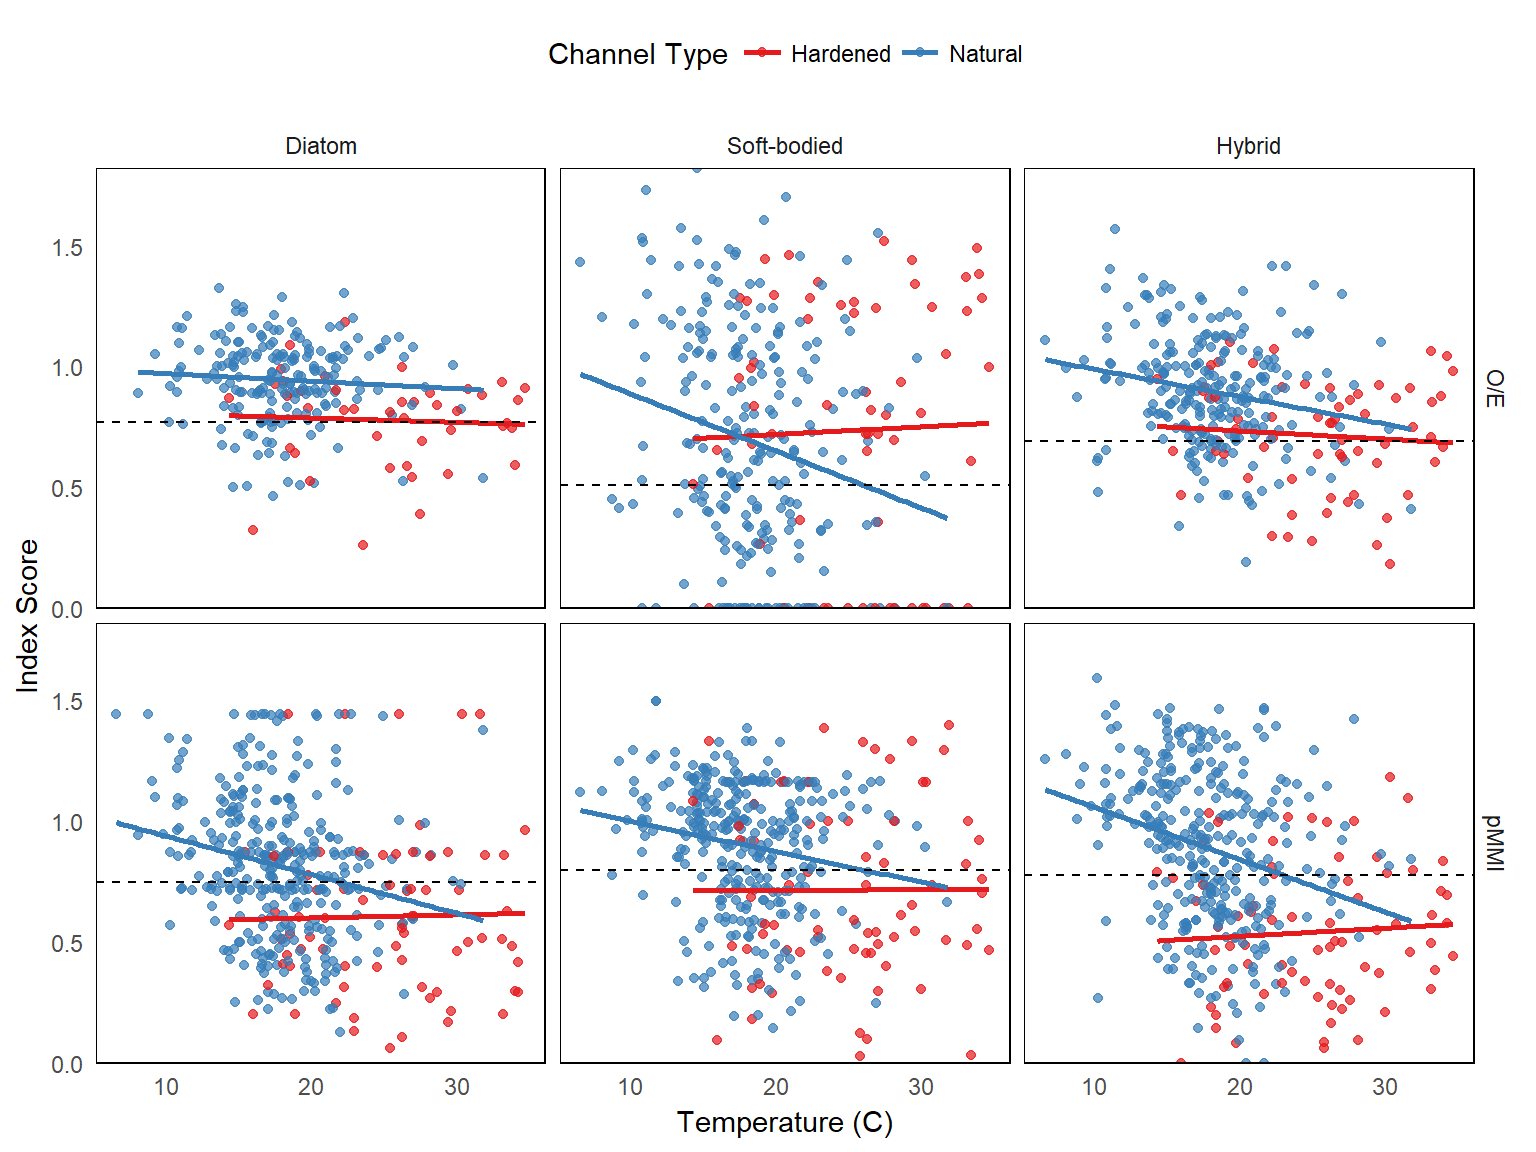 Channel Type Hardened Natural
Diatom Soft-bodied Hybrid
O/E
pMMI
Index Score
1.5
1.0
0.5
0.0
1.5
1.0
0.5
0.0
10 20 30 10 20 30 10 20 30
Temperature (C)